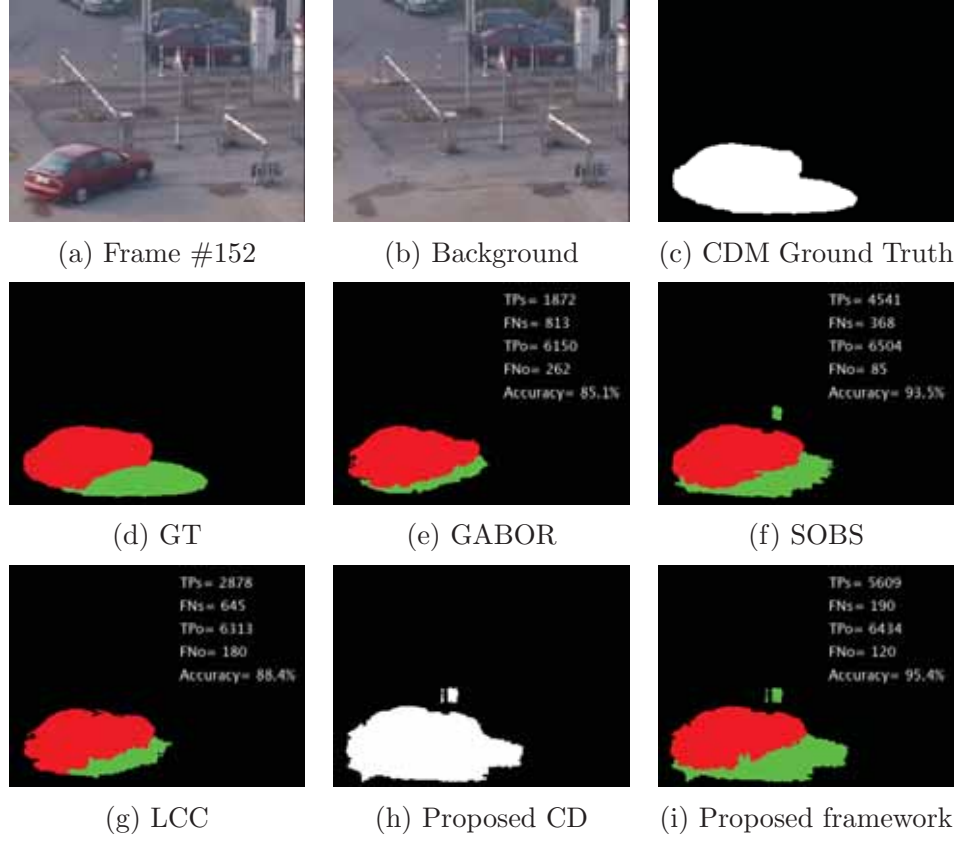 (a) Frame #152
(b) Background
(c) CDM Ground Truth
TPs= 1872
FNs= 813
TPo= 6150
FNo= 262
Accuracy= 85.1%
TPs= 4541
FNs= 368
TPo= 6504
FNo= 85
Accuracy= 93.5%
(d) GT
(e) GABOR
(f) SOBS
TPs= 2878
FNs= 645
TPo= 6313
FNo= 180
Accuracy= 88.4%
TPs= 5609
FNs= 190
TPo= 6434
FNo= 120
Accuracy= 95.4%
(g) LCC
(h) Proposed CD
(i) Proposed framework